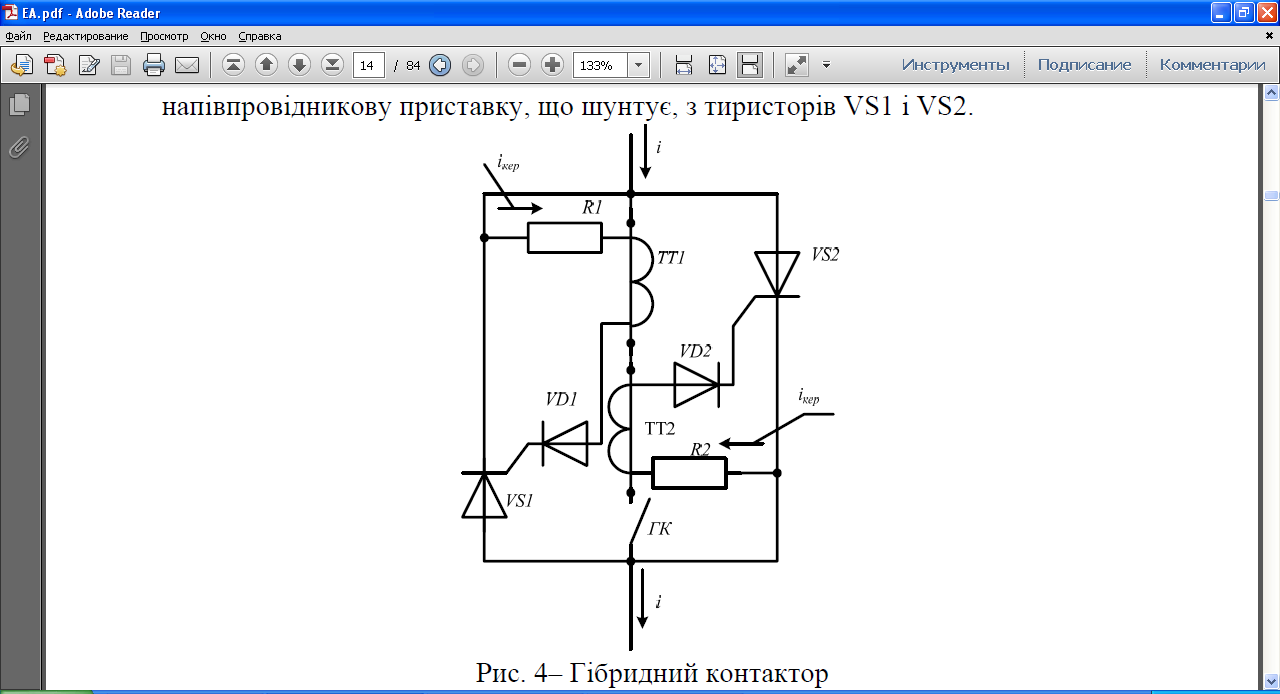 EA.pdf - Adobe Reader
Файл Редактирование Просмотр Окно Справка
14 / 84 133% Инструменты Подписание Комментарии
напівпровідникову приставку, що шунтує, з тиристорів VS1 і VS2.
i
iкер
R1
TT1
VS2
VD2
VD1
iкер
TT2
R2
VS1
ГК
i
Рис. 4– Гібридний контактор